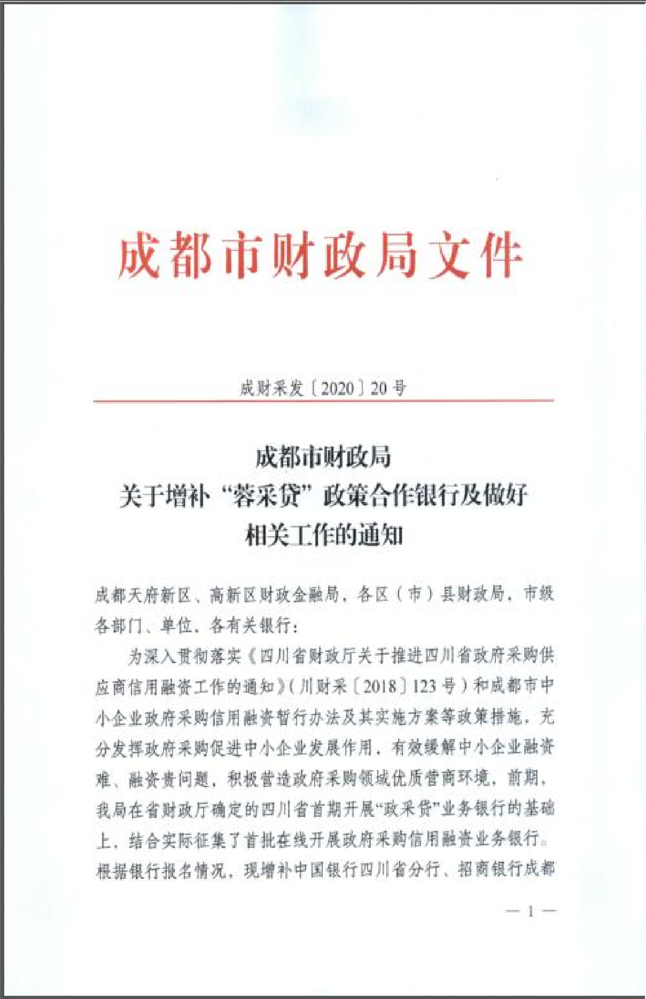 成都市财政局文件
成财采发〔2020〕20号
成都市财政局
关于增补“蓉采贷”政策合作银行及做好
相关工作的通知
成都天府新区、高新区财政金融局，各区（市）县财政局，市级
各部门、单位，各有关银行：
为深入贯彻落实《四川省财政厅关于推进四川省政府采购供
应商信用融资工作的通知》（川财采〔2018〕123号）和成都市中
小企业政府采购信用融资暂行办法及其实施方案等政策措施，充
分发挥政府采购促进中小企业发展作用，有效缓解中小企业融资
难、融资贵问题，积极营造政府采购领域优质营商环境，前期，
我局在省财政厅确定的四川省首期开展“政采贷”业务银行的基础
上，结合实际征集了首批在线开展政府采购信用融资业务银行。
根据银行报名情况，现增补中国银行四川省分行、招商银行成都
— 1 —